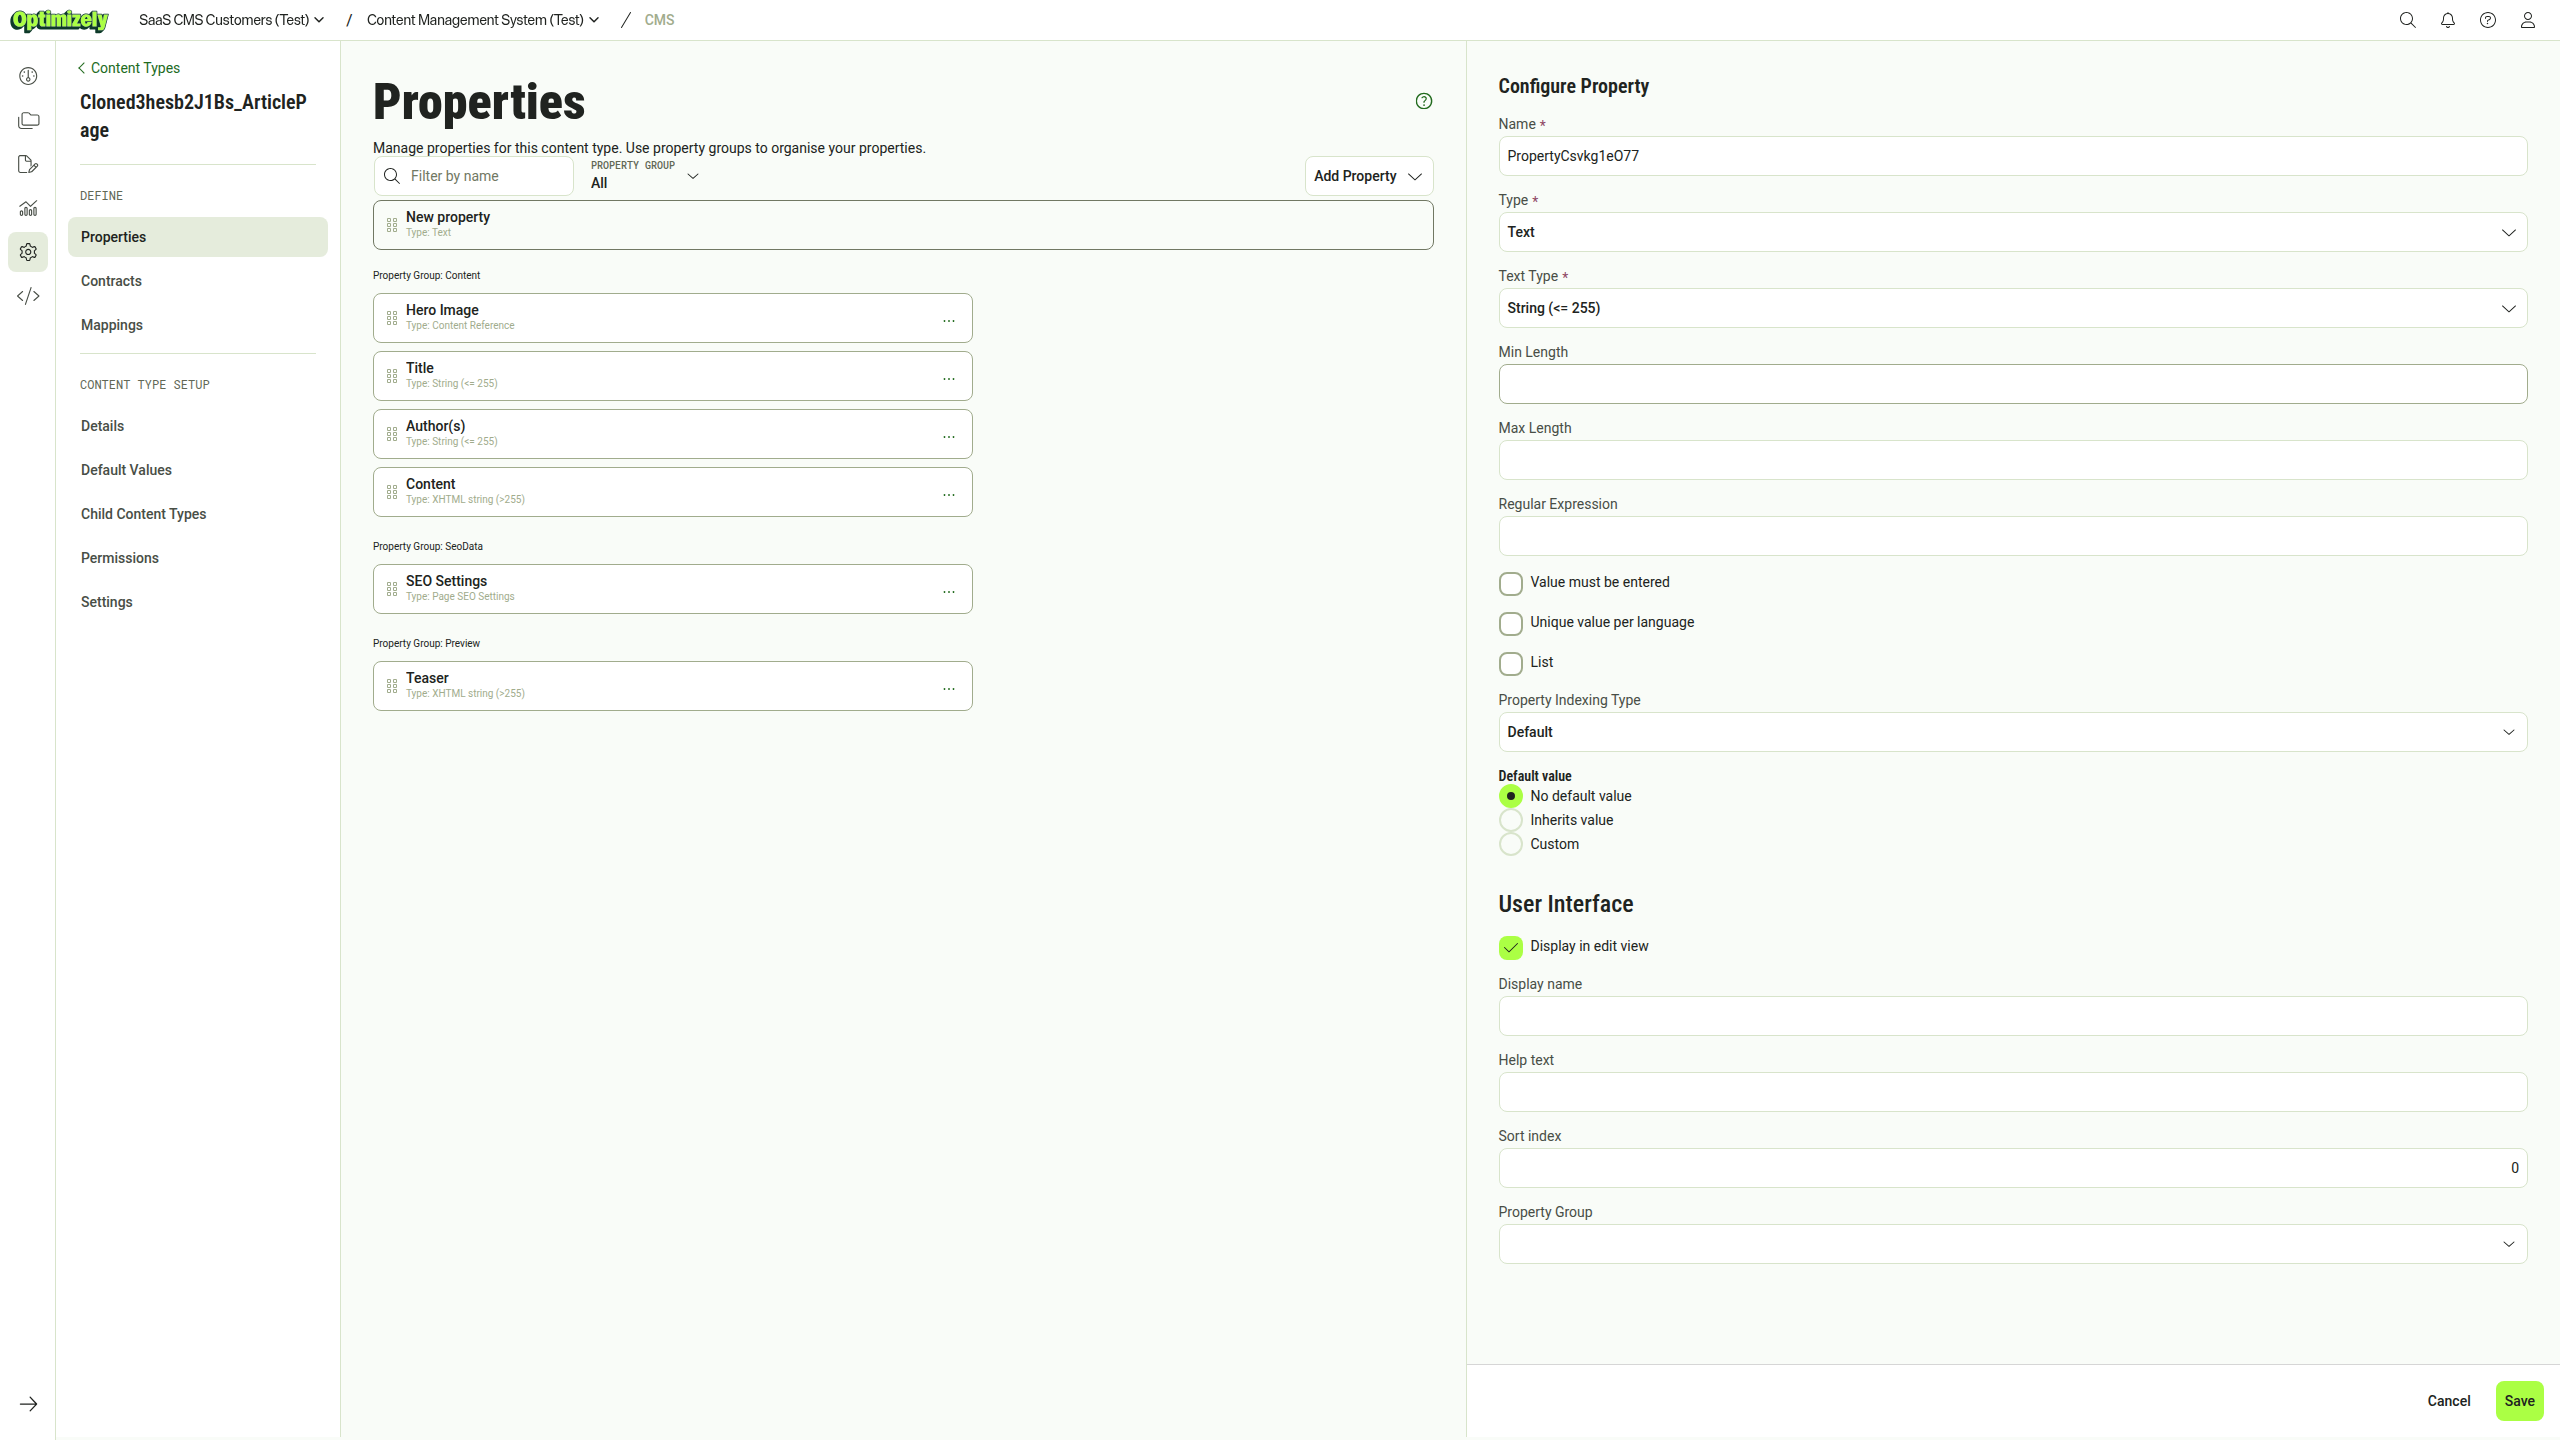 Optimizely
SaaS CMS Customers (Test) / Content Management System (Test) / CMS
Content Types
Cloned3hesb2J1Bs_ArticleP
age
DEFINE
Properties
Contracts
Mappings
CONTENT TYPE SETUP
Details
Default Values
Child Content Types
Permissions
Settings
Properties
Manage properties for this content type. Use property groups to organise your properties.
Filter by name
PROPERTY GROUP
All
Add Property
New property
Type: Text
Property Group: Content
Hero Image
Type: Content Reference
...
Title
Type: String (<= 255)
...
Author(s)
Type: String (<= 255)
...
Content
Type: XHTML string (>255)
...
Property Group: SeoData
SEO Settings
Type: Page SEO Settings
...
Property Group: Preview
Teaser
Type: XHTML string (>255)
...
Configure Property
Name *
PropertyCsvkg1eO77
Type *
Text
Text Type *
String (<= 255)
Min Length
Max Length
Regular Expression
Value must be entered
Unique value per language
List
Property Indexing Type
Default
Default value
No default value
Inherits value
Custom
User Interface
Display in edit view
Display name
Help text
Sort index
0
Property Group
Cancel
Save